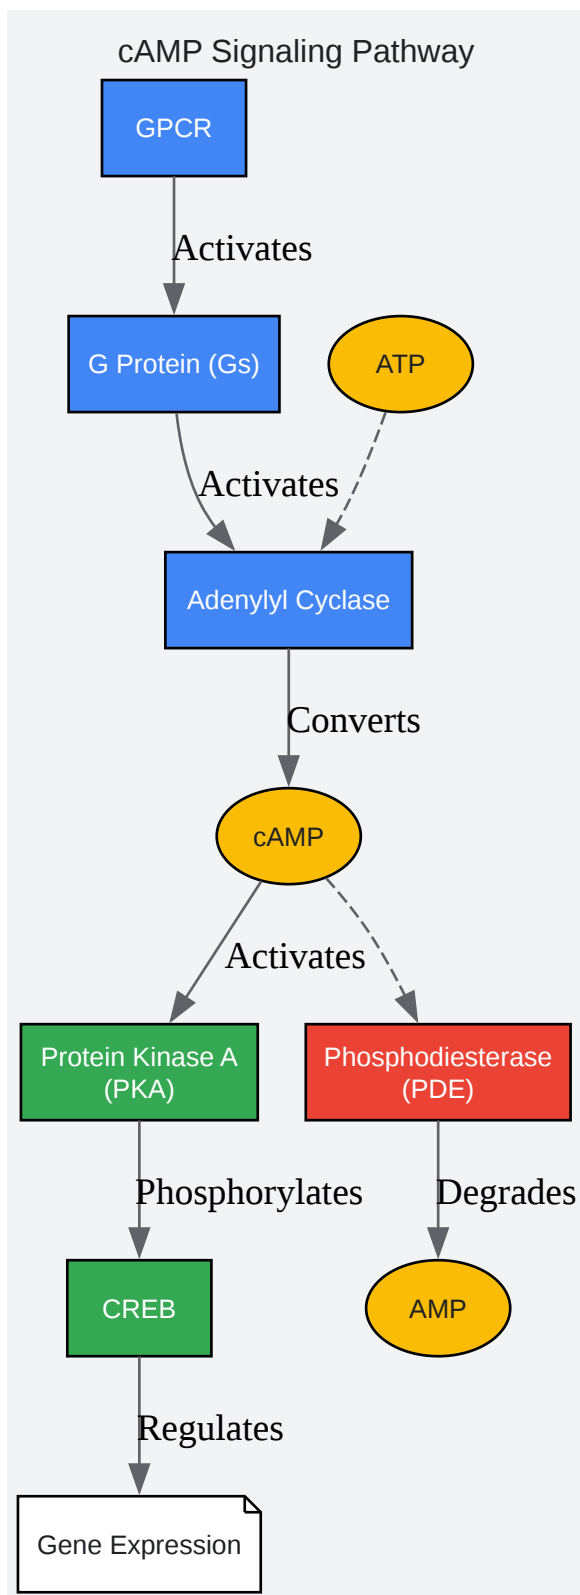 cAMP Signaling Pathway
GPCR
Activates
G Protein (Gs)
ATP
Activates
Adenylyl Cyclase
Converts
cAMP
Activates
Protein Kinase A
(PKA)
Phosphodiesterase
(PDE)
Phosphorylates
Degrades
CREB
AMP
Regulates
Gene Expression